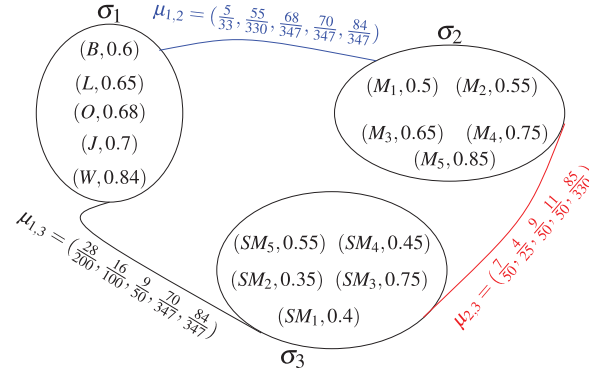 σ₁
μ₁,₂ = (5/33, 55/330, 68/347, 70/347, 84/347)
σ₂
(B, 0.6)
(L, 0.65)
(O, 0.68)
(J, 0.7)
(W, 0.84)
(M₁, 0.5) (M₂, 0.55)
(M₃, 0.65) (M₄, 0.75)
(M₅, 0.85)
μ₁,₃ = (28/200, 16/100, 9/50, 70/347, 84/347)
(SM₅, 0.55) (SM₄, 0.45)
(SM₂, 0.35) (SM₃, 0.75)
(SM₁, 0.4)
σ₃
μ₂,₃ = (7/50, 4/25, 9/50, 11/50, 85/330)